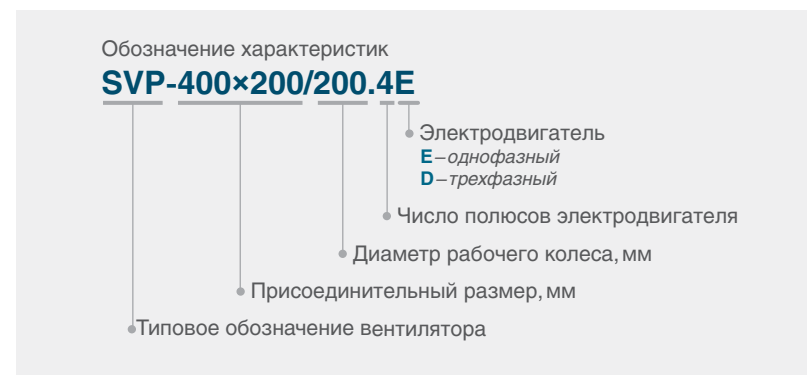 Обозначение характеристик
SVP-400×200/200.4E
Электродвигатель
E – однофазный
D – трехфазный
Число полюсов электродвигателя
Диаметр рабочего колеса, мм
Присоединительный размер, мм
Типовое обозначение вентилятора